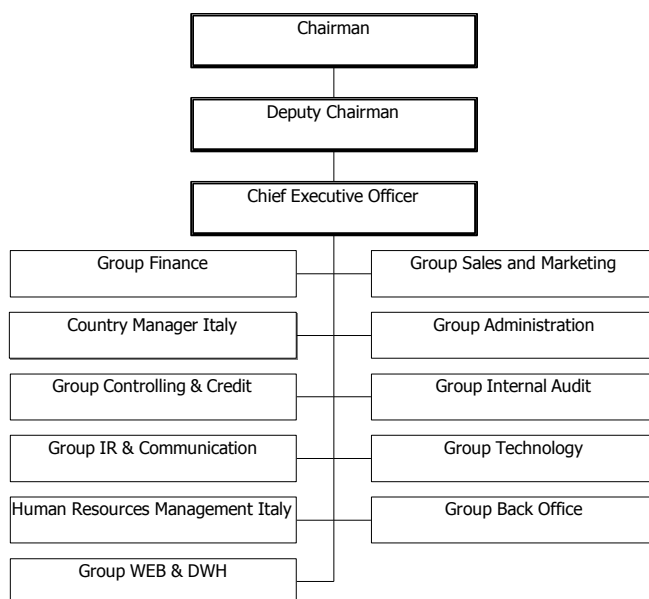 Chairman
Deputy Chairman
Chief Executive Officer
Group Finance
Group Sales and Marketing
Country Manager Italy
Group Administration
Group Controlling & Credit
Group Internal Audit
Group IR & Communication
Group Technology
Human Resources Management Italy
Group Back Office
Group WEB & DWH